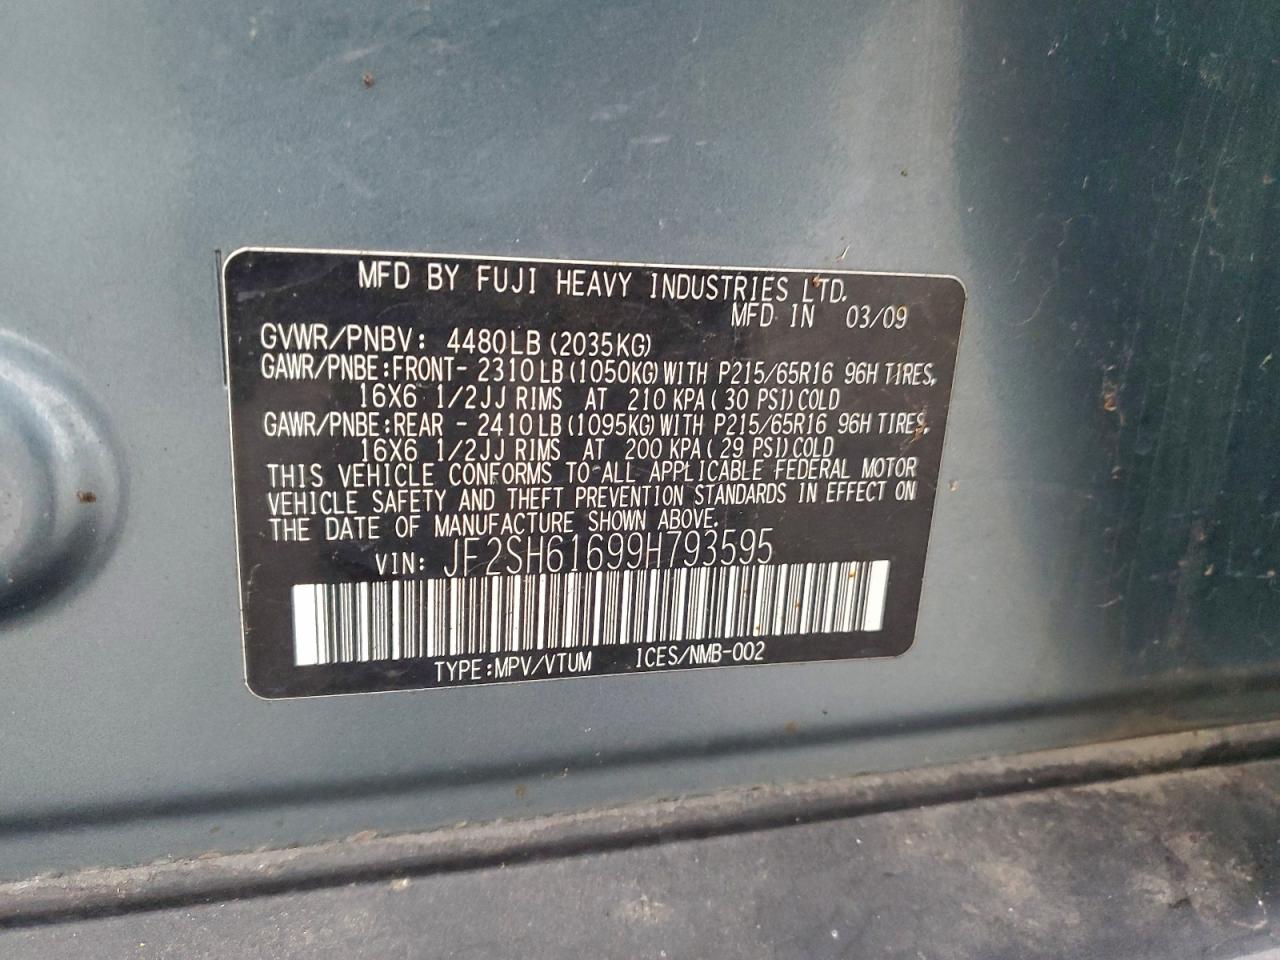 MFD BY FUJI HEAVY INDUSTRIES LTD.
MFD IN 03/09
GVWR/PNBV: 4480LB (2035KG)
GAWR/PNBE:FRONT- 2310LB(1050KG)WITH P215/65R16 96H TIRES,
16X6 1/2JJ RIMS AT 210 KPA( 30 PSI)COLD
GAWR/PNBE:REAR - 2410LB(1095KG)WITH P215/65R16 96H TIRES,
16X6 1/2JJ RIMS AT 200 KPA( 29 PSI)COLD
THIS VEHICLE CONFORMS TO ALL APPLICABLE FEDERAL MOTOR
VEHICLE SAFETY AND THEFT PREVENTION STANDARDS IN EFFECT ON
THE DATE OF MANUFACTURE SHOWN ABOVE.
VIN: JF2SH61699H793595
TYPE:MPV/VTUM ICES/NMB-002